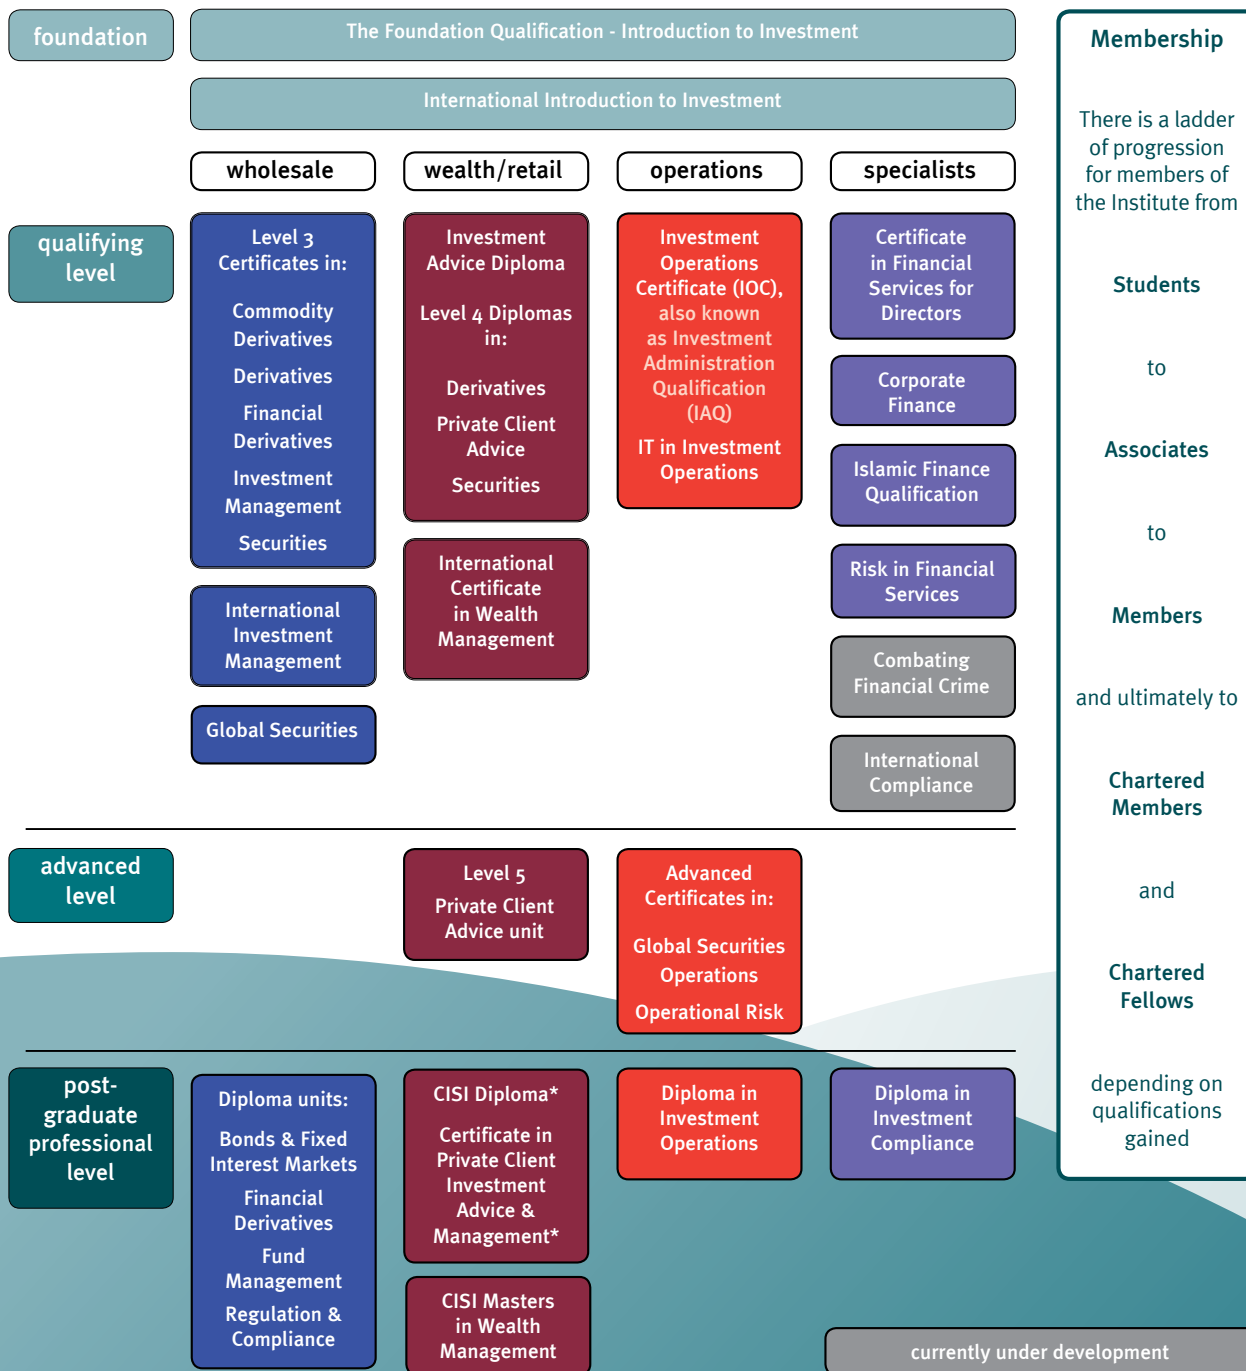 foundation
The Foundation Qualification - Introduction to Investment
International Introduction to Investment
wholesale
wealth/retail
operations
specialists
qualifying
level
Level 3
Certificates in:
Commodity
Derivatives
Derivatives
Financial
Derivatives
Investment
Management
Securities
International
Investment
Management
Global Securities
Investment
Advice Diploma
Level 4 Diplomas
in:
Derivatives
Private Client
Advice
Securities
International
Certificate
in Wealth
Management
Investment
Operations
Certificate (IOC),
also known
as Investment
Administration
Qualification
(IAQ)
IT in Investment
Operations
Certificate
in Financial
Services for
Directors
Corporate
Finance
Islamic Finance
Qualification
Risk in Financial
Services
Combating
Financial Crime
International
Compliance
advanced
level
Level 5
Private Client
Advice unit
Advanced
Certificates in:
Global Securities
Operations
Operational Risk
post-
graduate
professional
level
Diploma units:
Bonds & Fixed
Interest Markets
Financial
Derivatives
Fund
Management
Regulation &
Compliance
CISI Diploma*
Certificate in
Private Client
Investment
Advice &
Management*
CISI Masters
in Wealth
Management
Diploma in
Investment
Operations
Diploma in
Investment
Compliance
currently under development
Membership
There is a ladder
of progression
for members of
the Institute from
Students
to
Associates
to
Members
and ultimately to
Chartered
Members
and
Chartered
Fellows
depending on
qualifications
gained